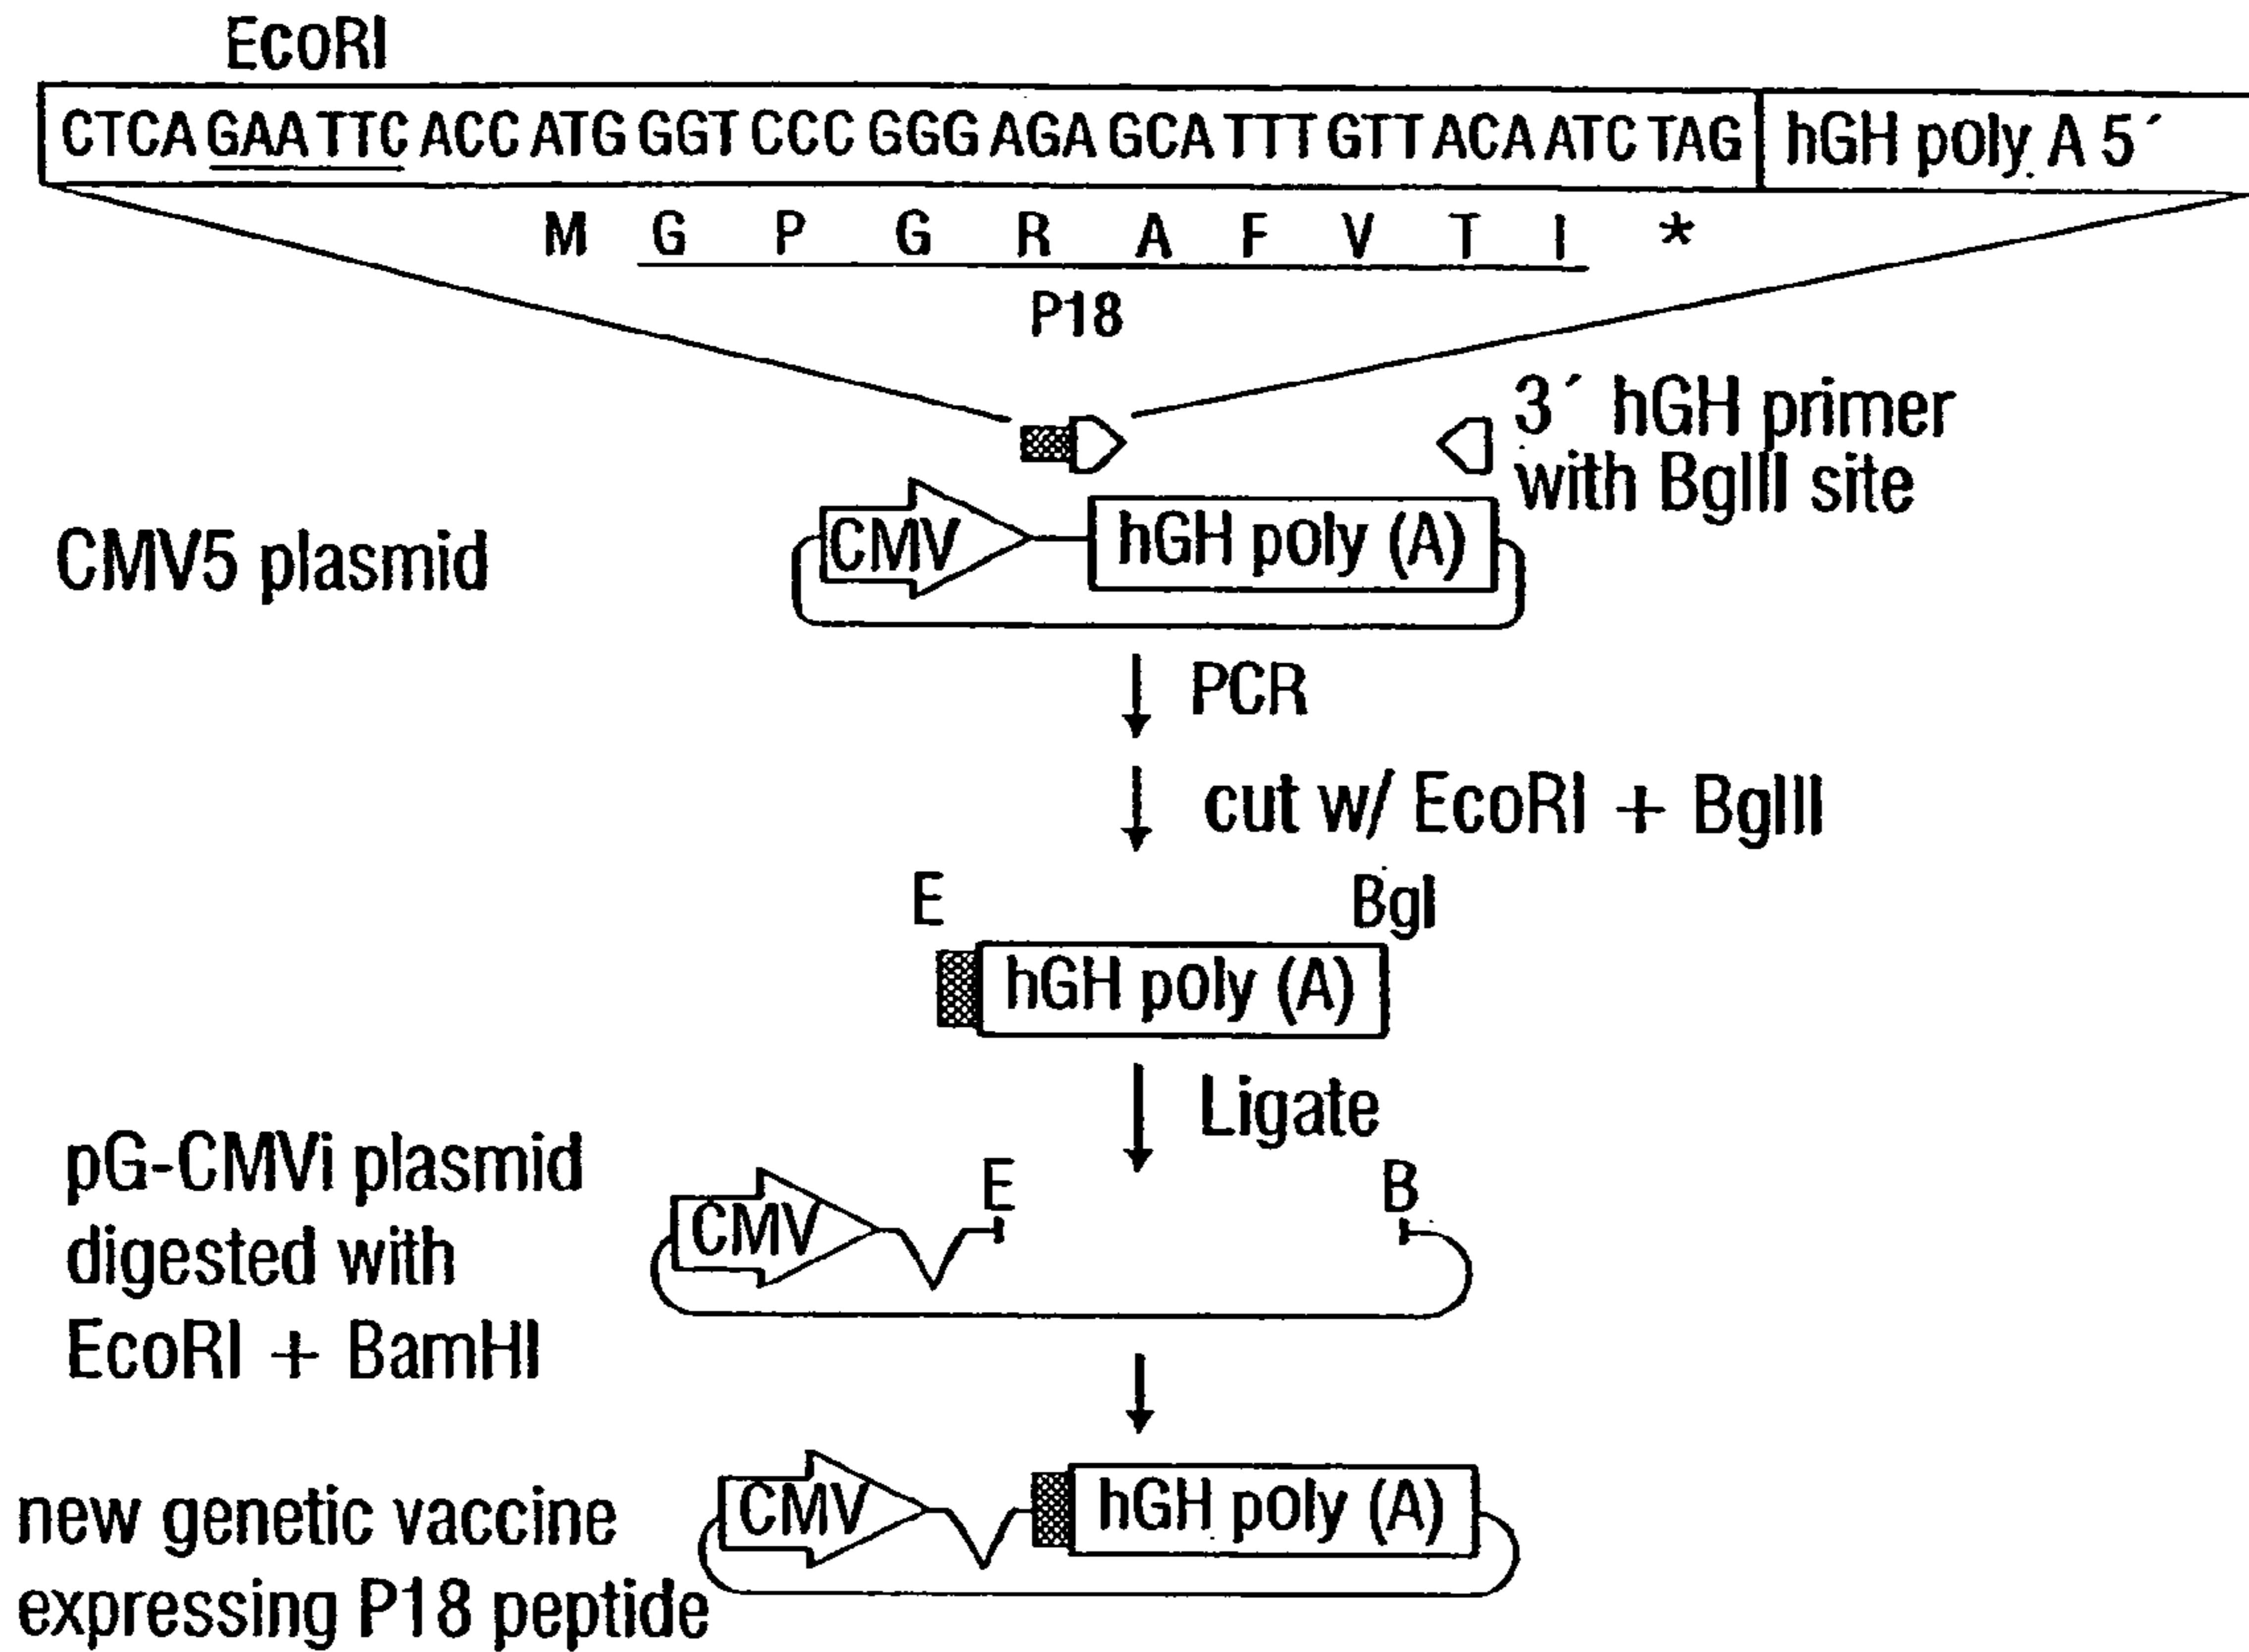 EcoRI
CTCA GAA TTC ACC ATG GGT CCC GGG AGA GCA TTT GTT ACA ATC TAG hGH poly A 5´
M G P G R A F V T I *
P18
3´ hGH primer
with BglII site
CMV5 plasmid
CMV
hGH poly (A)
PCR
cut w/ EcoRI + BglII
E
Bgl
hGH poly (A)
Ligate
pG-CMVi plasmid
digested with
EcoRI + BamHI
CMV
E
B
new genetic vaccine
expressing P18 peptide
CMV
hGH poly (A)